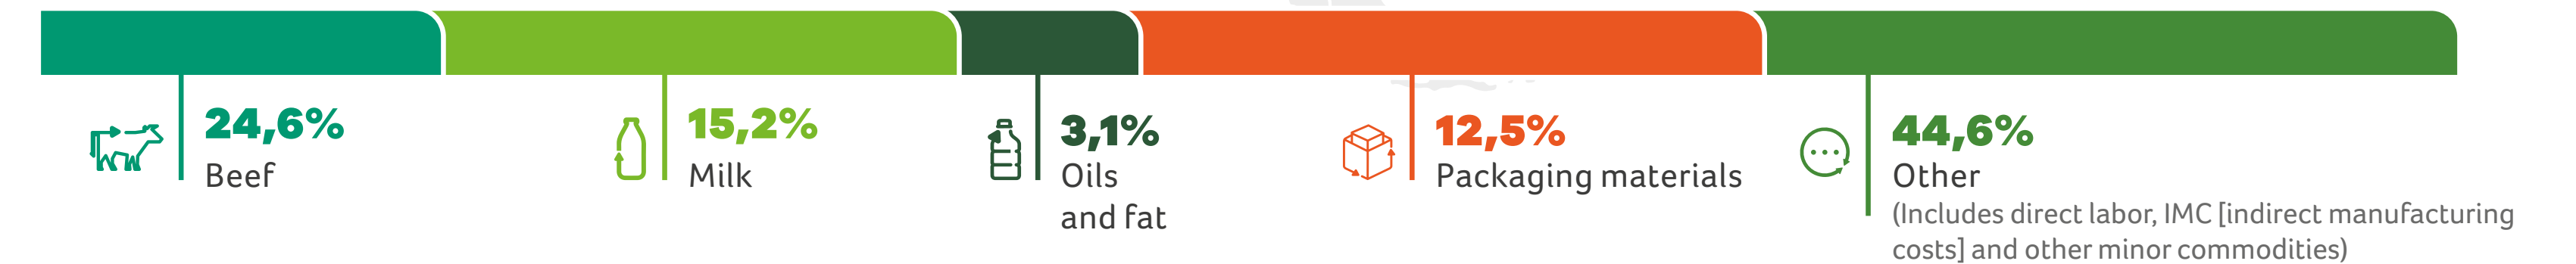 24,6%
Beef
15,2%
Milk
3,1%
Oils
and fat
12,5%
Packaging materials
44,6%
Other
(Includes direct labor, IMC [indirect manufacturing
costs] and other minor commodities)